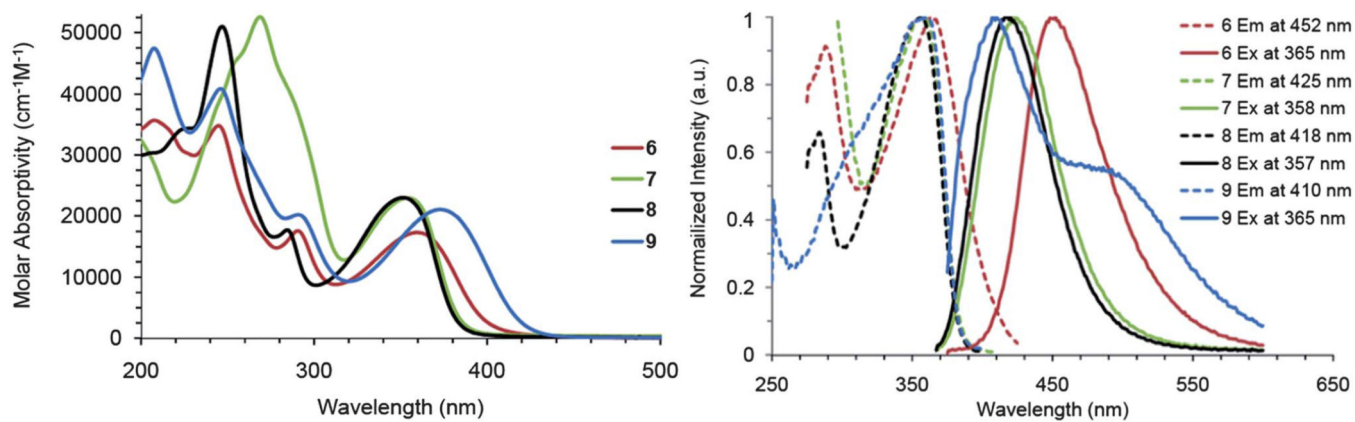 Molar Absorptivity (cm⁻¹M⁻¹)
50000
40000
30000
20000
10000
0
200
300
400
500
Wavelength (nm)
6
7
8
9
Normailized Intensity (a.u.)
1
0.8
0.6
0.4
0.2
0
250
350
450
550
650
Wavelength (nm)
6 Em at 452 nm
6 Ex at 365 nm
7 Em at 425 nm
7 Ex at 358 nm
8 Em at 418 nm
8 Ex at 357 nm
9 Em at 410 nm
9 Ex at 365 nm